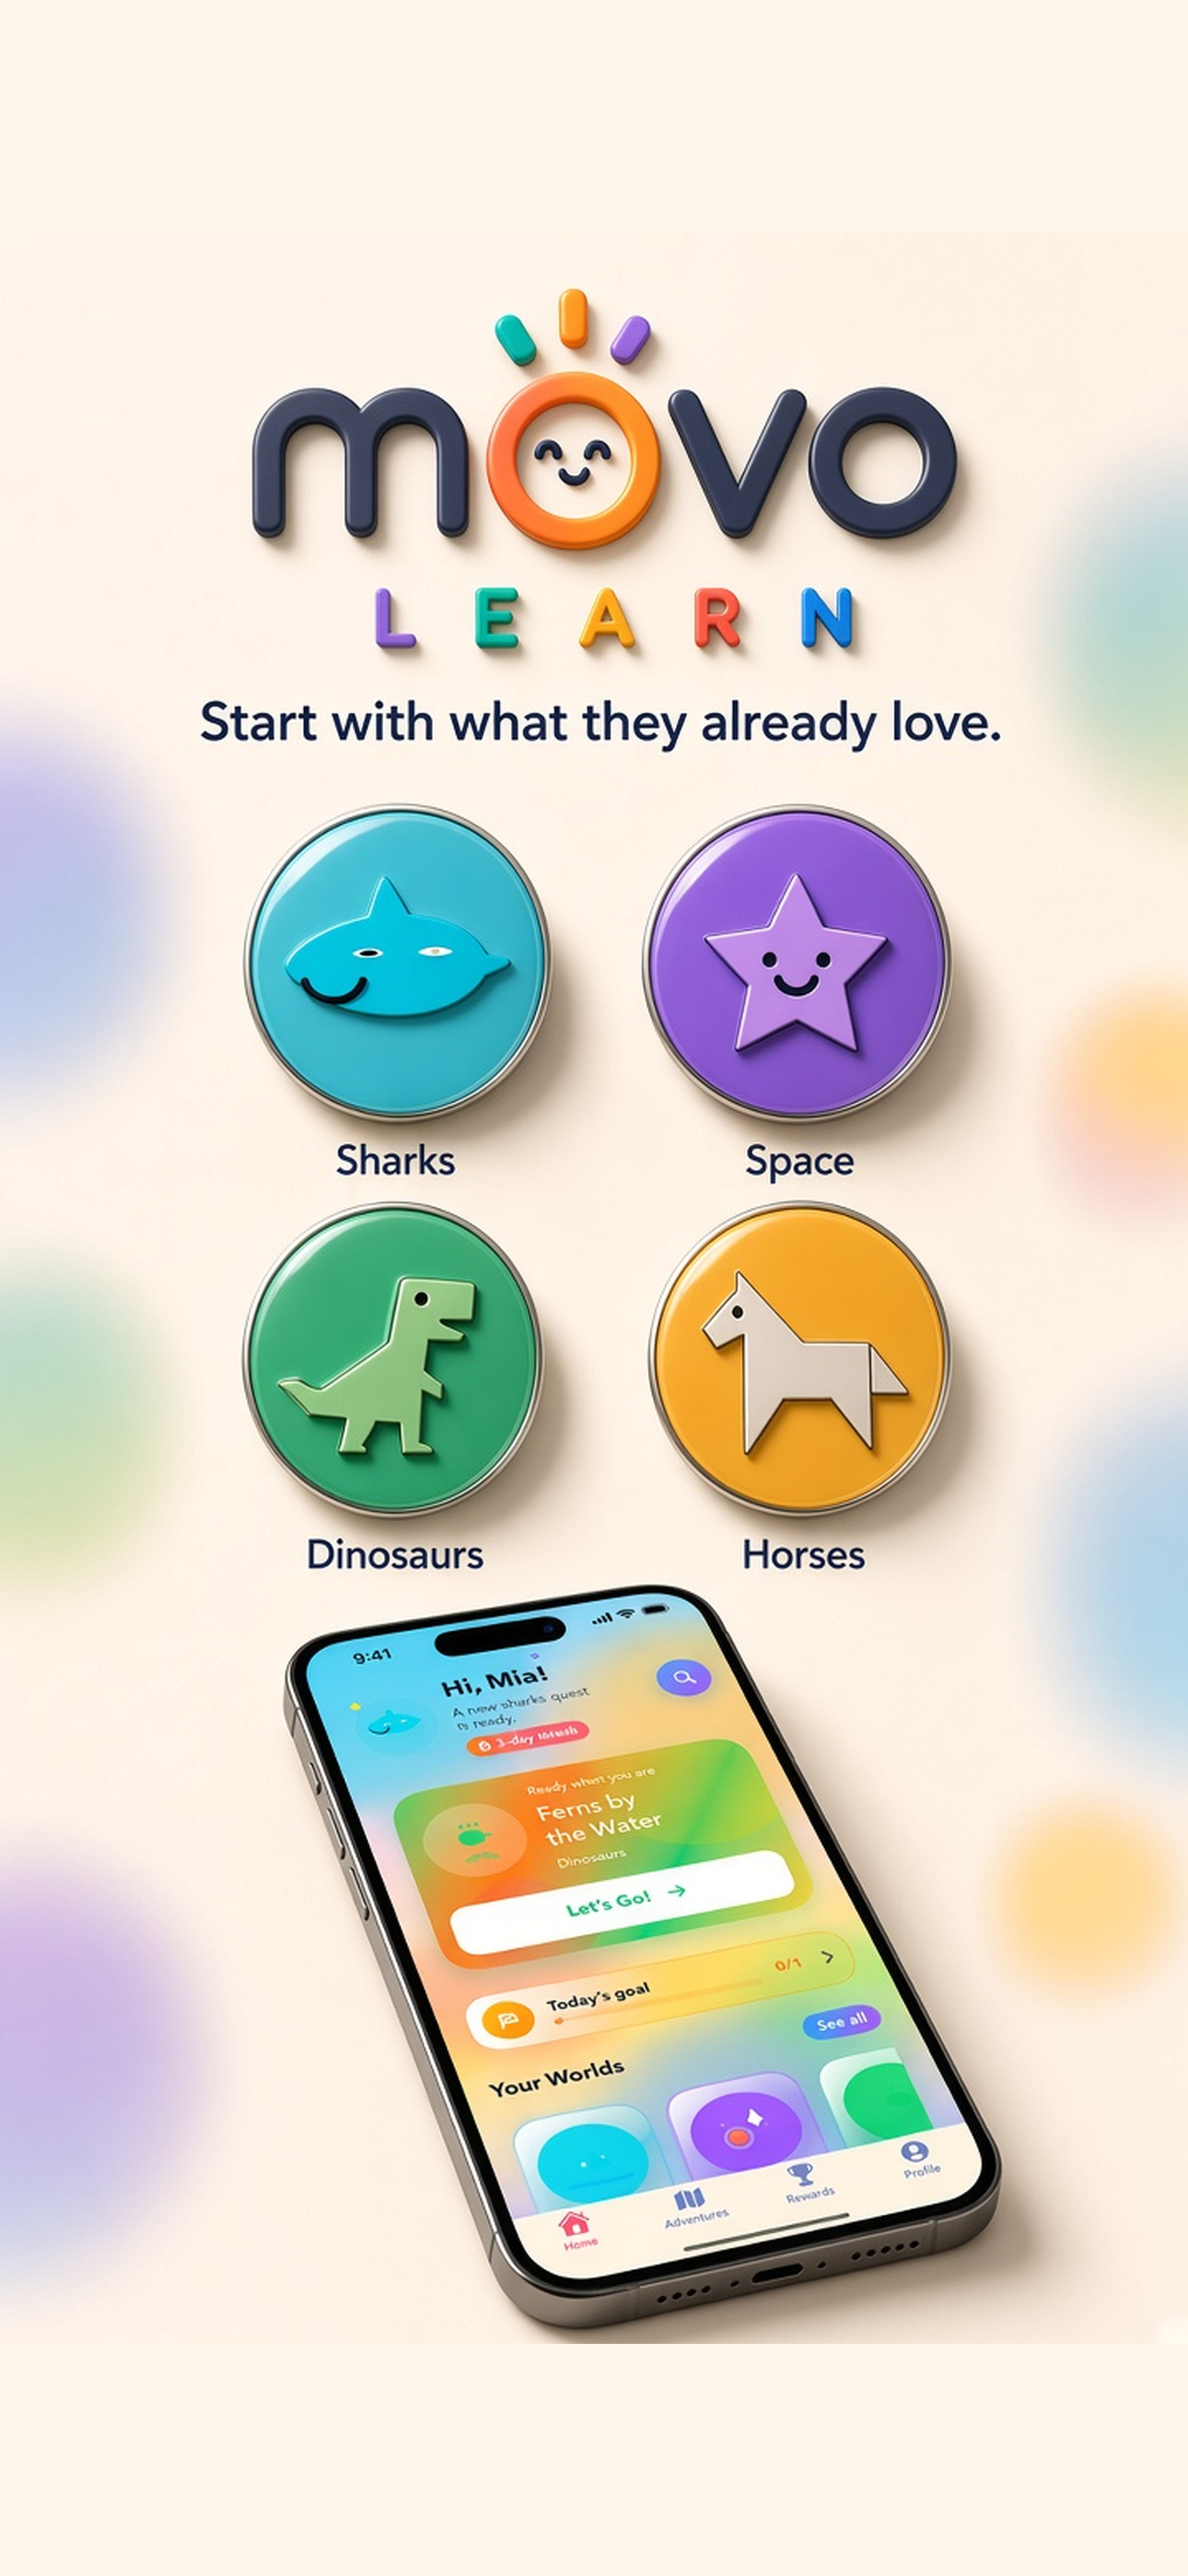 movo
LEARN
Start with what they already love.
Sharks
Space
Dinosaurs
Horses
9:41
Hi, Mia!
A new sharks quest
is ready.
3-day
Ready when you are
Ferns by
the Water
Dinosaurs
Let's Go! →
Today's goal
0/1
See all
Your Worlds
Home
Adventures
Rewards
Profile